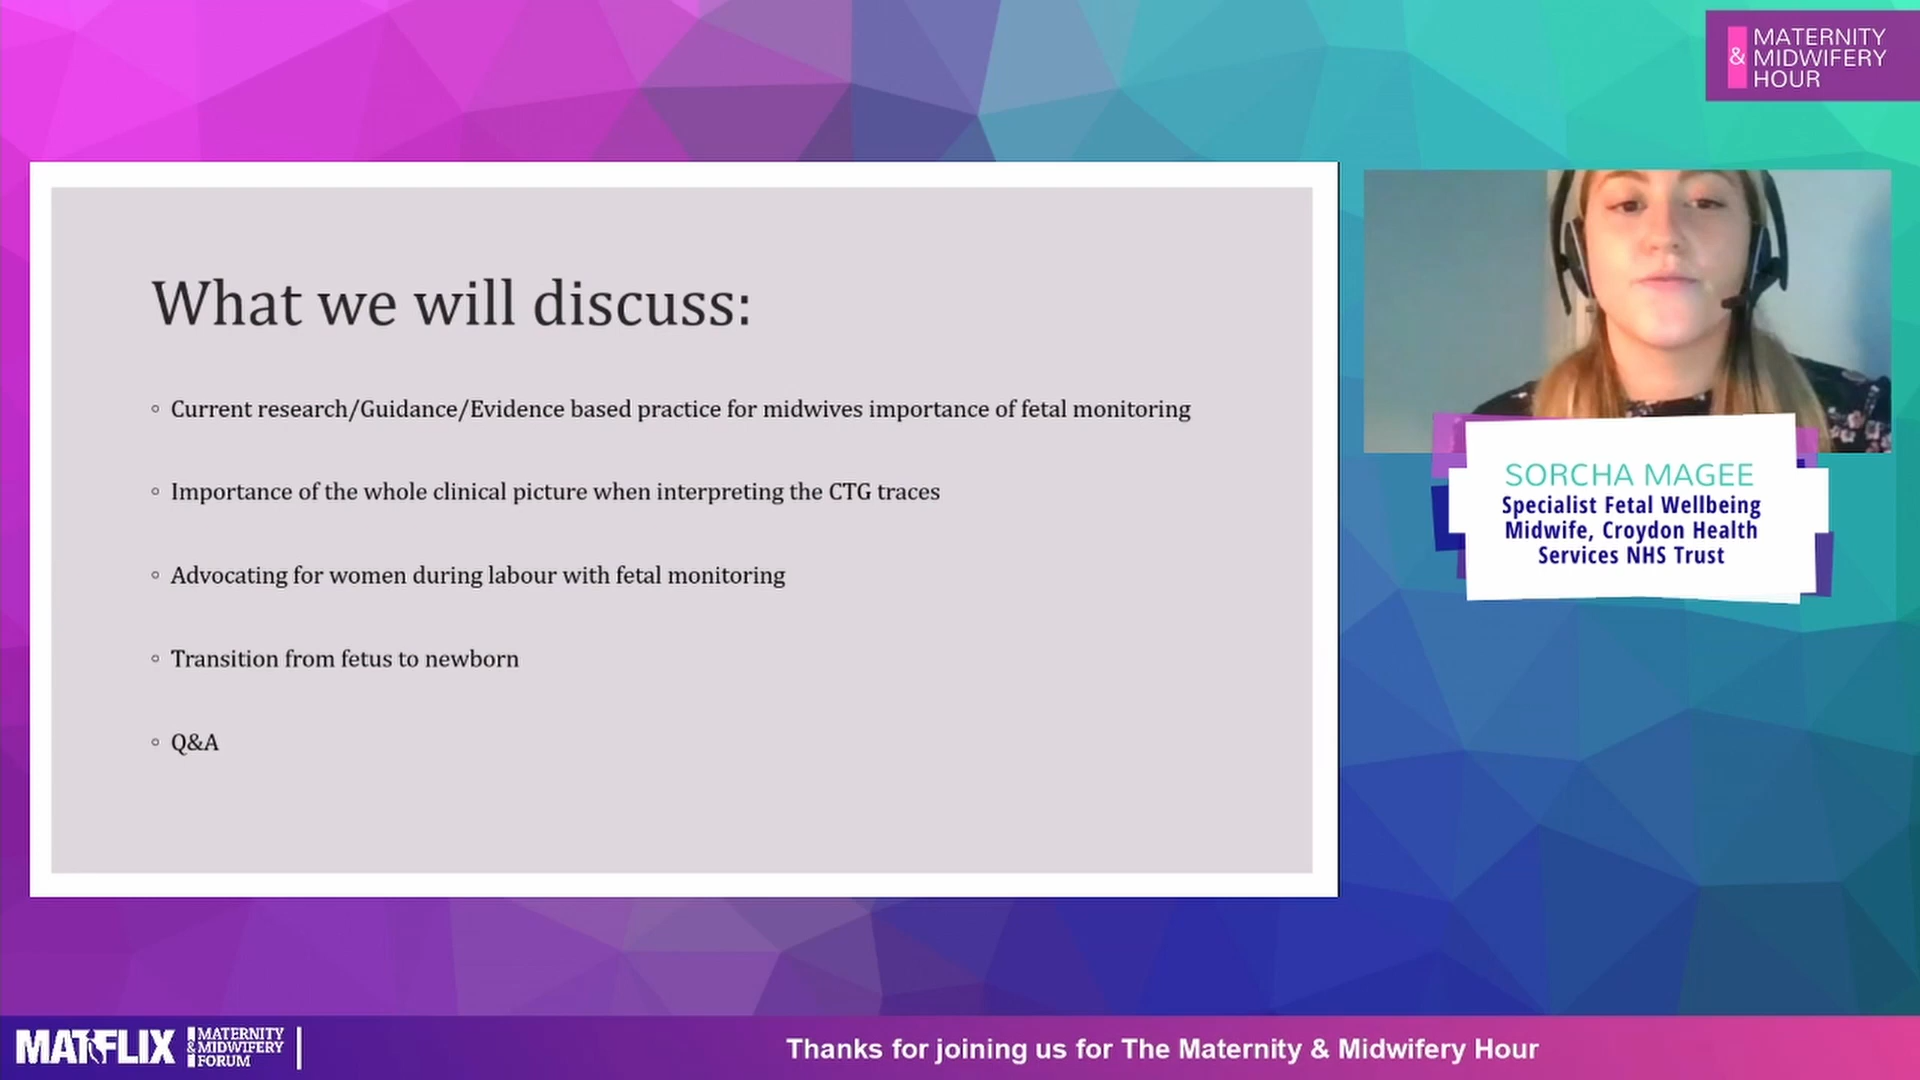 & MATERNITY
MIDWIFERY
HOUR
What we will discuss:
◦ Current research/Guidance/Evidence based practice for midwives importance of fetal monitoring
◦ Importance of the whole clinical picture when interpreting the CTG traces
◦ Advocating for women during labour with fetal monitoring
◦ Transition from fetus to newborn
◦ Q&A
SORCHA MAGEE
Specialist Fetal Wellbeing
Midwife, Croydon Health
Services NHS Trust
MATFLIX
MATERNITY
&MIDWIFERY
FORUM
Thanks for joining us for The Maternity & Midwifery Hour